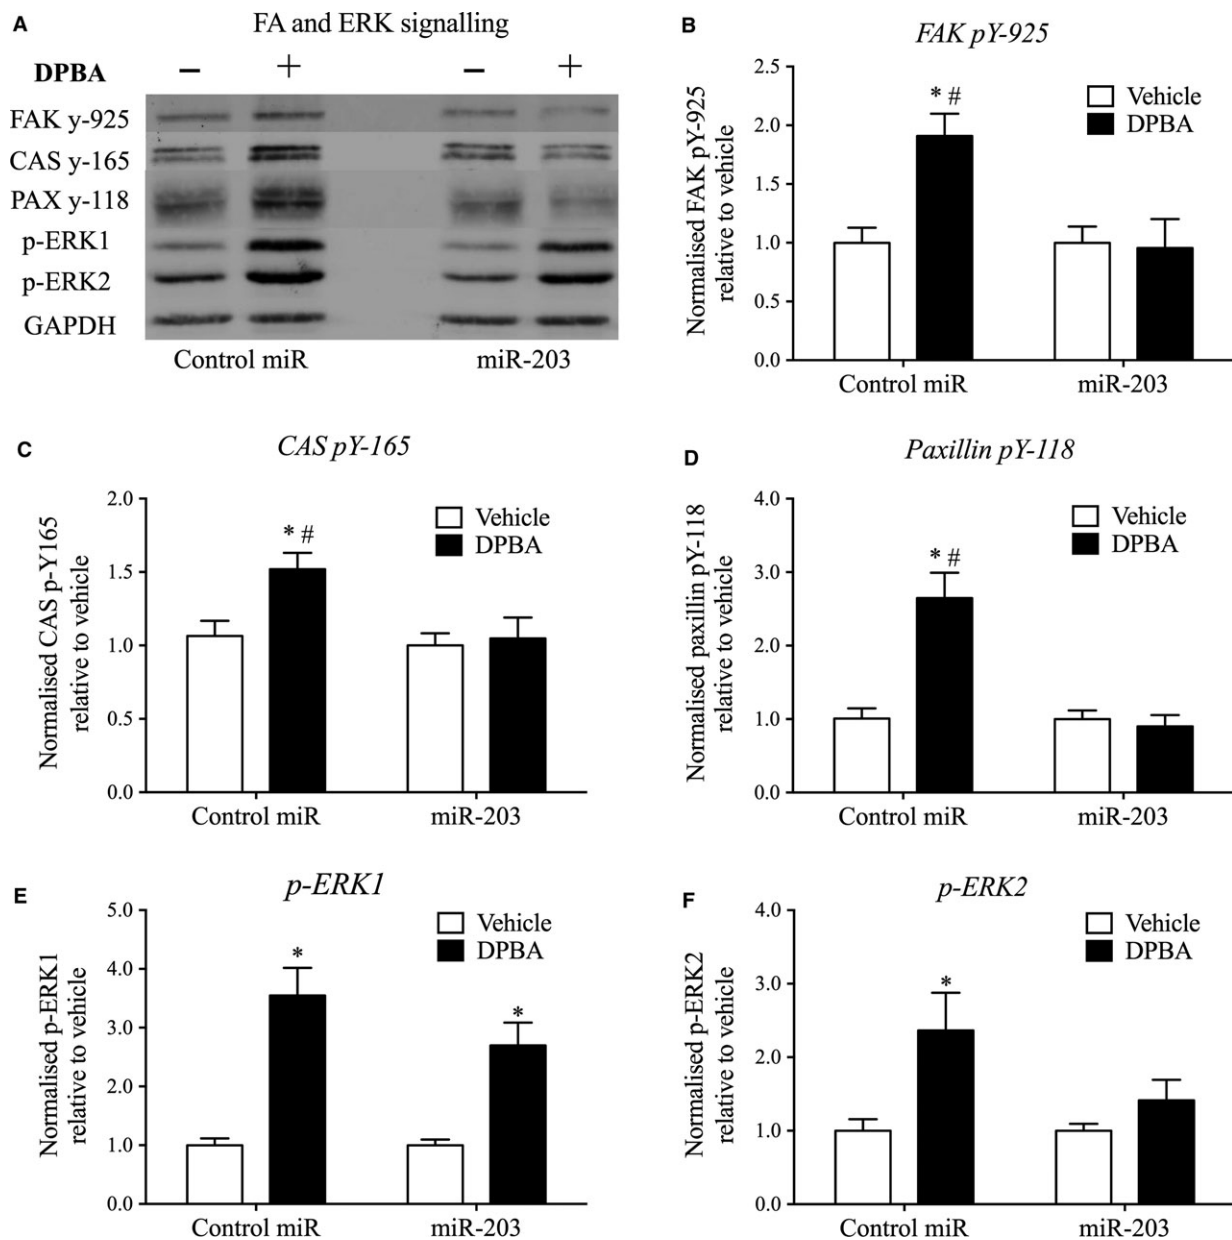 A
FA and ERK signalling
DPBA − + − +
FAK y-925
CAS y-165
PAX y-118
p-ERK1
p-ERK2
GAPDH
Control miR miR-203
B
FAK pY-925
Normalised FAK pY-925
relative to vehicle
2.5
2.0
1.5
1.0
0.5
0.0
* #
Vehicle
DPBA
Control miR miR-203
C
CAS pY-165
Normalised CAS p-Y165
relative to vehicle
2.0
1.5
1.0
0.5
0.0
* #
Vehicle
DPBA
Control miR miR-203
D
Paxillin pY-118
Normalised paxillin pY-118
relative to vehicle
4.0
3.0
2.0
1.0
0.0
* #
Vehicle
DPBA
Control miR miR-203
E
p-ERK1
Normalised p-ERK1
relative to vehicle
5.0
4.0
3.0
2.0
1.0
0.0
*
*
Vehicle
DPBA
Control miR miR-203
F
p-ERK2
Normalised p-ERK2
relative to vehicle
4.0
3.0
2.0
1.0
0.0
*
Vehicle
DPBA
Control miR miR-203